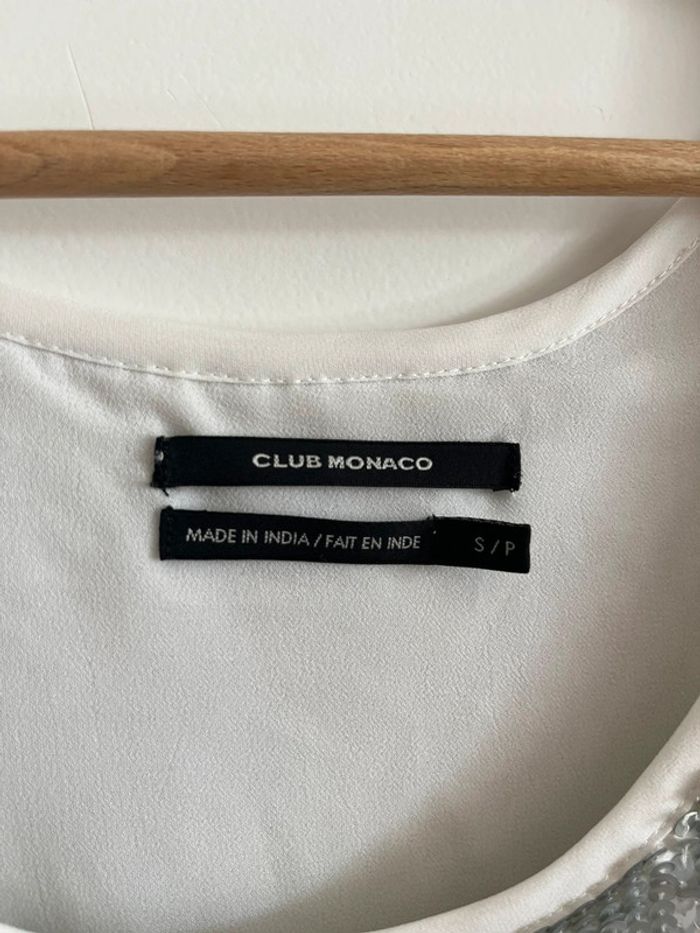 CLUB MONACO
MADE IN INDIA / FAIT EN INDE S / P